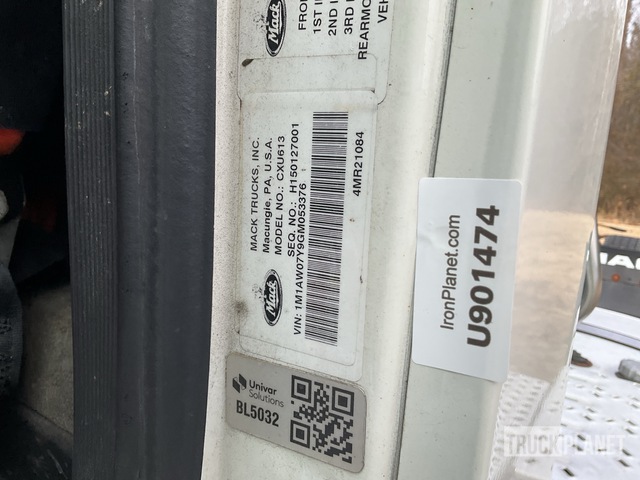 Mack
FRO
1ST I
2ND I
3RD I
REARMO
VEH
MACK TRUCKS, INC.
Macungie, PA, U.S.A.
MODEL NO.: CXU613
SEQ. NO.: H150127001
Mack
VIN: 1M1AW07Y9GM053376
4MR21084
IronPlanet.com
U901474
Univar
Solutions
BL5032
TRUCKPLANET